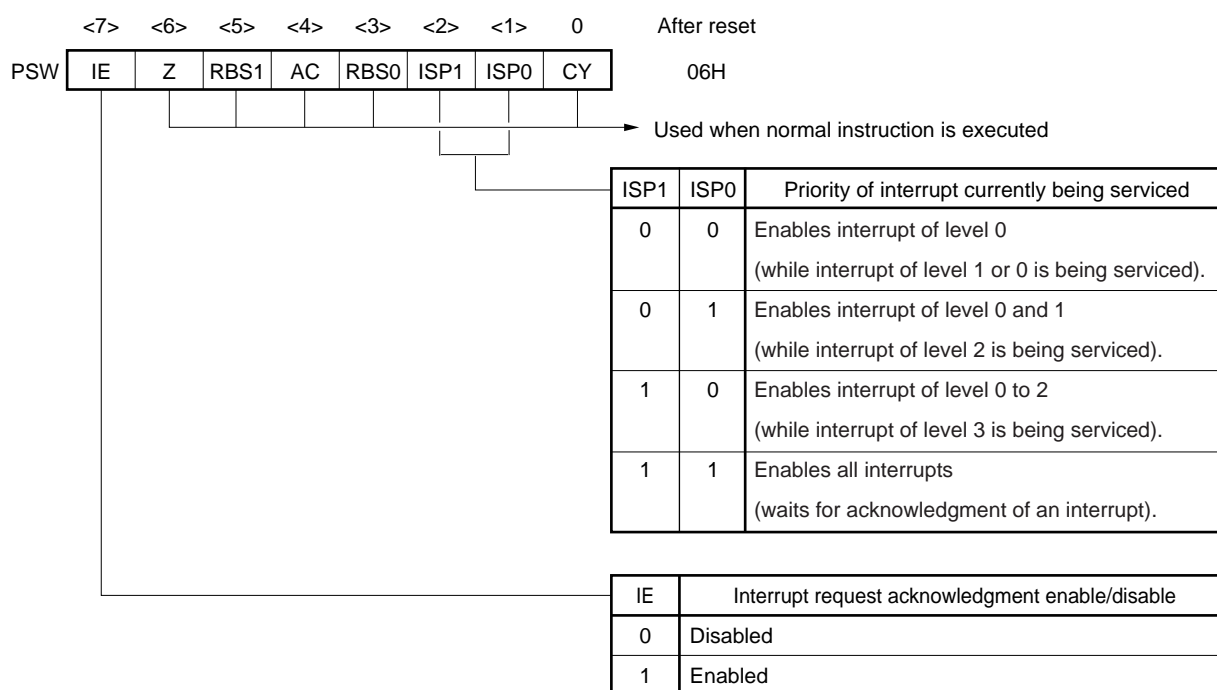 <7> <6> <5> <4> <3> <2> <1> 0 After reset
PSW IE Z RBS1 AC RBS0 ISP1 ISP0 CY 06H
Used when normal instruction is executed
ISP1 ISP0 Priority of interrupt currently being serviced
0 0 Enables interrupt of level 0
(while interrupt of level 1 or 0 is being serviced).
0 1 Enables interrupt of level 0 and 1
(while interrupt of level 2 is being serviced).
1 0 Enables interrupt of level 0 to 2
(while interrupt of level 3 is being serviced).
1 1 Enables all interrupts
(waits for acknowledgment of an interrupt).
IE Interrupt request acknowledgment enable/disable
0 Disabled
1 Enabled